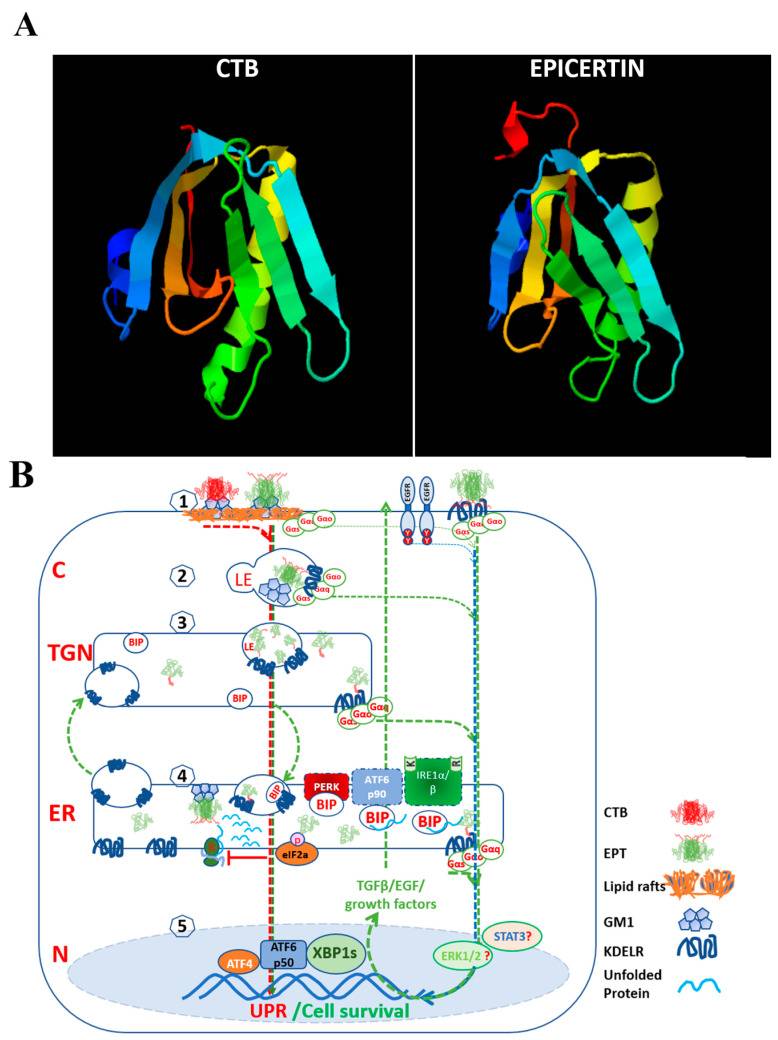 A
CTB
EPICERTIN
B
1
EGFR
EGFR
Gαs
Gαq
Gαo
Y
Y
Y
Y
Gαs
Gαo
C
2
LE
Gαo
Gαs
αq
3
TGN
BIP
LE
BIP
Gαs
Gαo
Gαq
4
ER
BIP
PERK
BIP
ATF6
p90
BIP
K
R
IRE1α/
β
BIP
P
eIF2a
Gαs
Gαo
Gαq
TGFβ/EGF/
growth factors
5
N
ATF4
ATF6
p50
XBP1s
ERK1/2 ?
STAT3?
UPR /Cell survival
CTB
EPT
Lipid rafts
GM1
KDELR
Unfolded
Protein